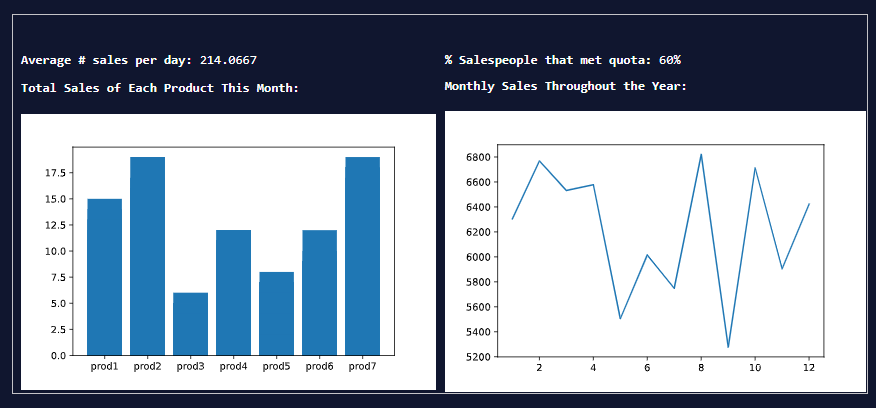 Average # sales per day: 214.0667
Total Sales of Each Product This Month:
17.5
15.0
12.5
10.0
7.5
5.0
2.5
0.0
prod1 prod2 prod3 prod4 prod5 prod6 prod7
% Salespeople that met quota: 60%
Monthly Sales Throughout the Year:
6800
6600
6400
6200
6000
5800
5600
5400
5200
2 4 6 8 10 12